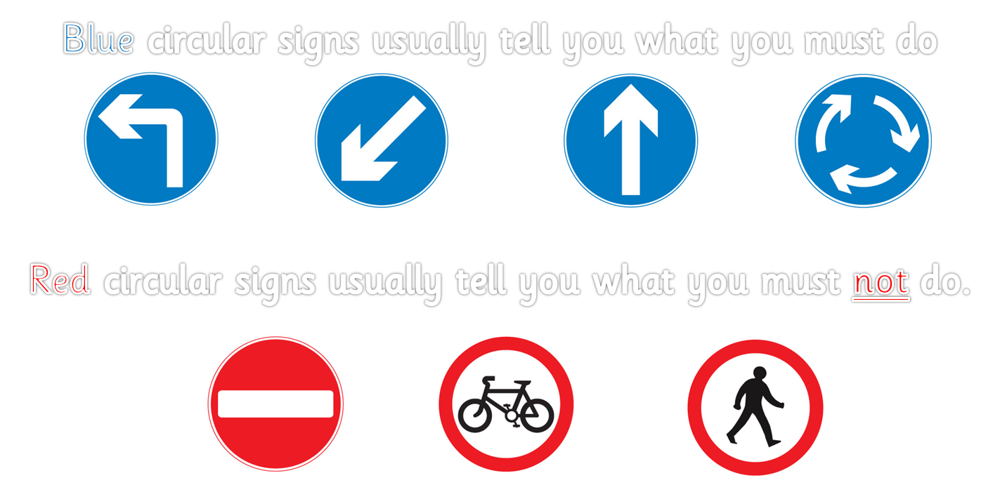 Blue circular signs usually tell you what you must do
Red circular signs usually tell you what you must not do.